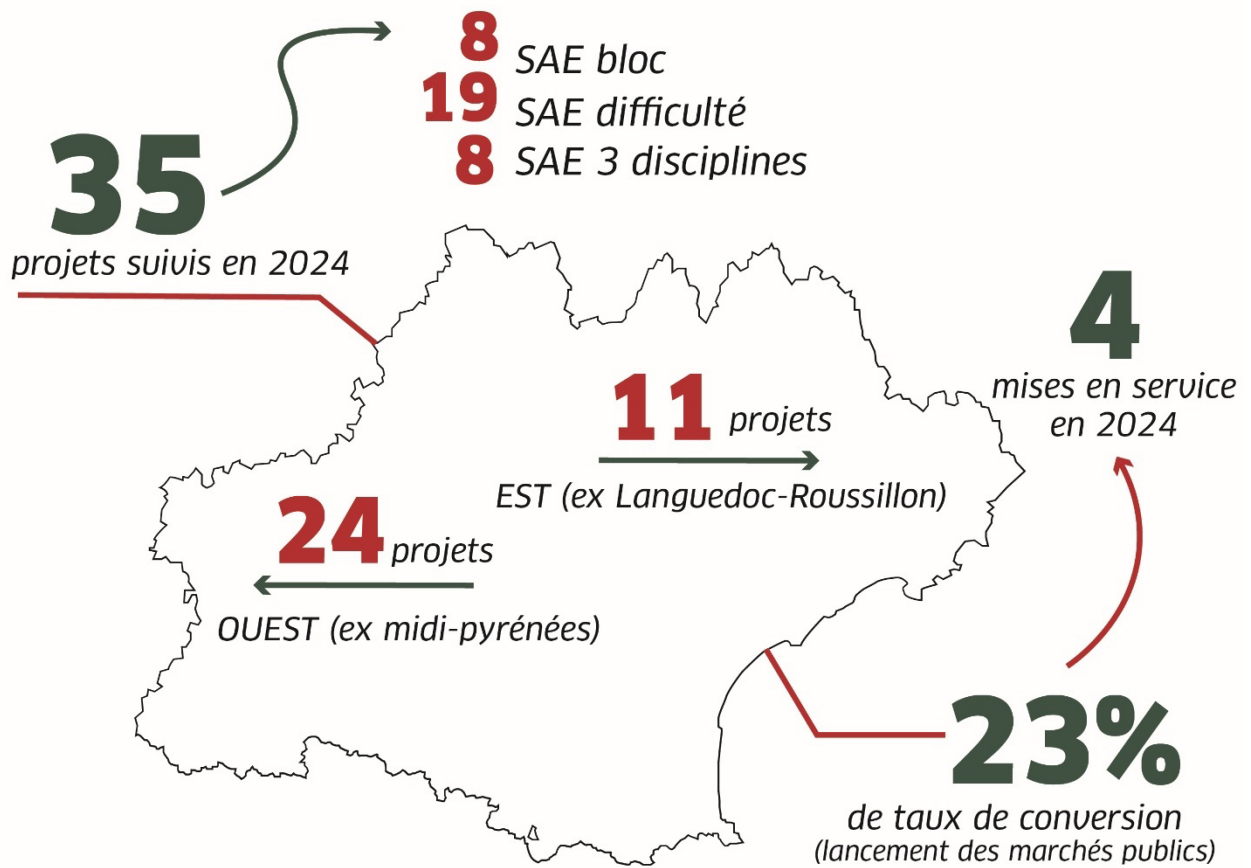 8 SAE bloc
19 SAE difficulté
8 SAE 3 disciplines
35
projets suivis en 2024
4
mises en service
en 2024
11 projets
EST (ex Languedoc-Roussillon)
24 projets
OUEST (ex midi-pyrénées)
23%
de taux de conversion
(lancement des marchés publics)